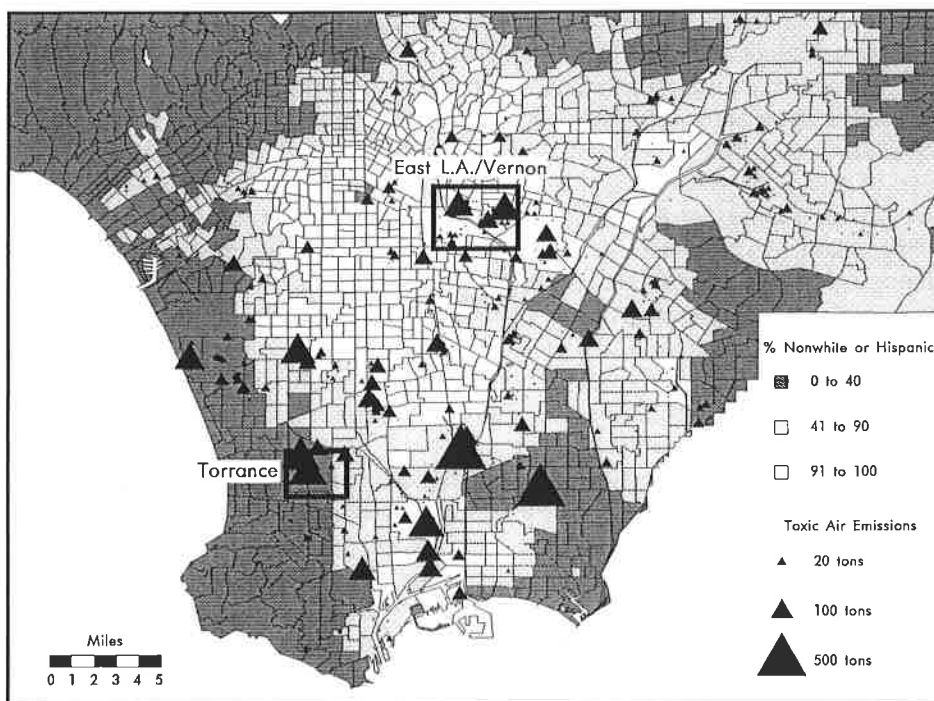 East L.A./Vernon
Torrance
% Nonwhile or Hispanic
0 to 40
41 to 90
91 to 100
Toxic Air Emissions
20 tons
100 tons
500 tons
Miles
0 1 2 3 4 5